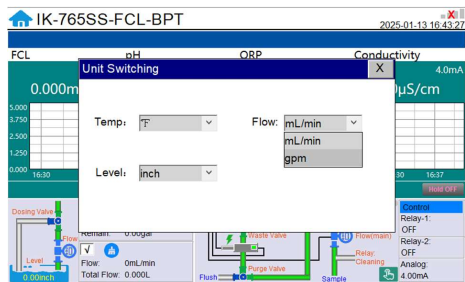 IK-765SS-FCL-BPT
2025-01-13 16:43:27
FCL pH ORP Conductivity
4.0mA
0.000m µS/cm
Unit Switching X
5.000
3.750
2.500
1.250
0.000
16:30 30 16:37
Temp: ℉ Flow: mL/min
mL/min
gpm
Level: inch
Hold OFF
Dosing Valve
Flow
Level
0.00inch
Remain: 0.00gal
√
Flow: 0mL/min
Total Flow: 0.000L
Waste Valve
Purge Valve
Flush
Flow(main)
Relay:
Cleaning
Sample
Control
Relay-1:
OFF
Relay-2:
OFF
Analog:
4.00mA